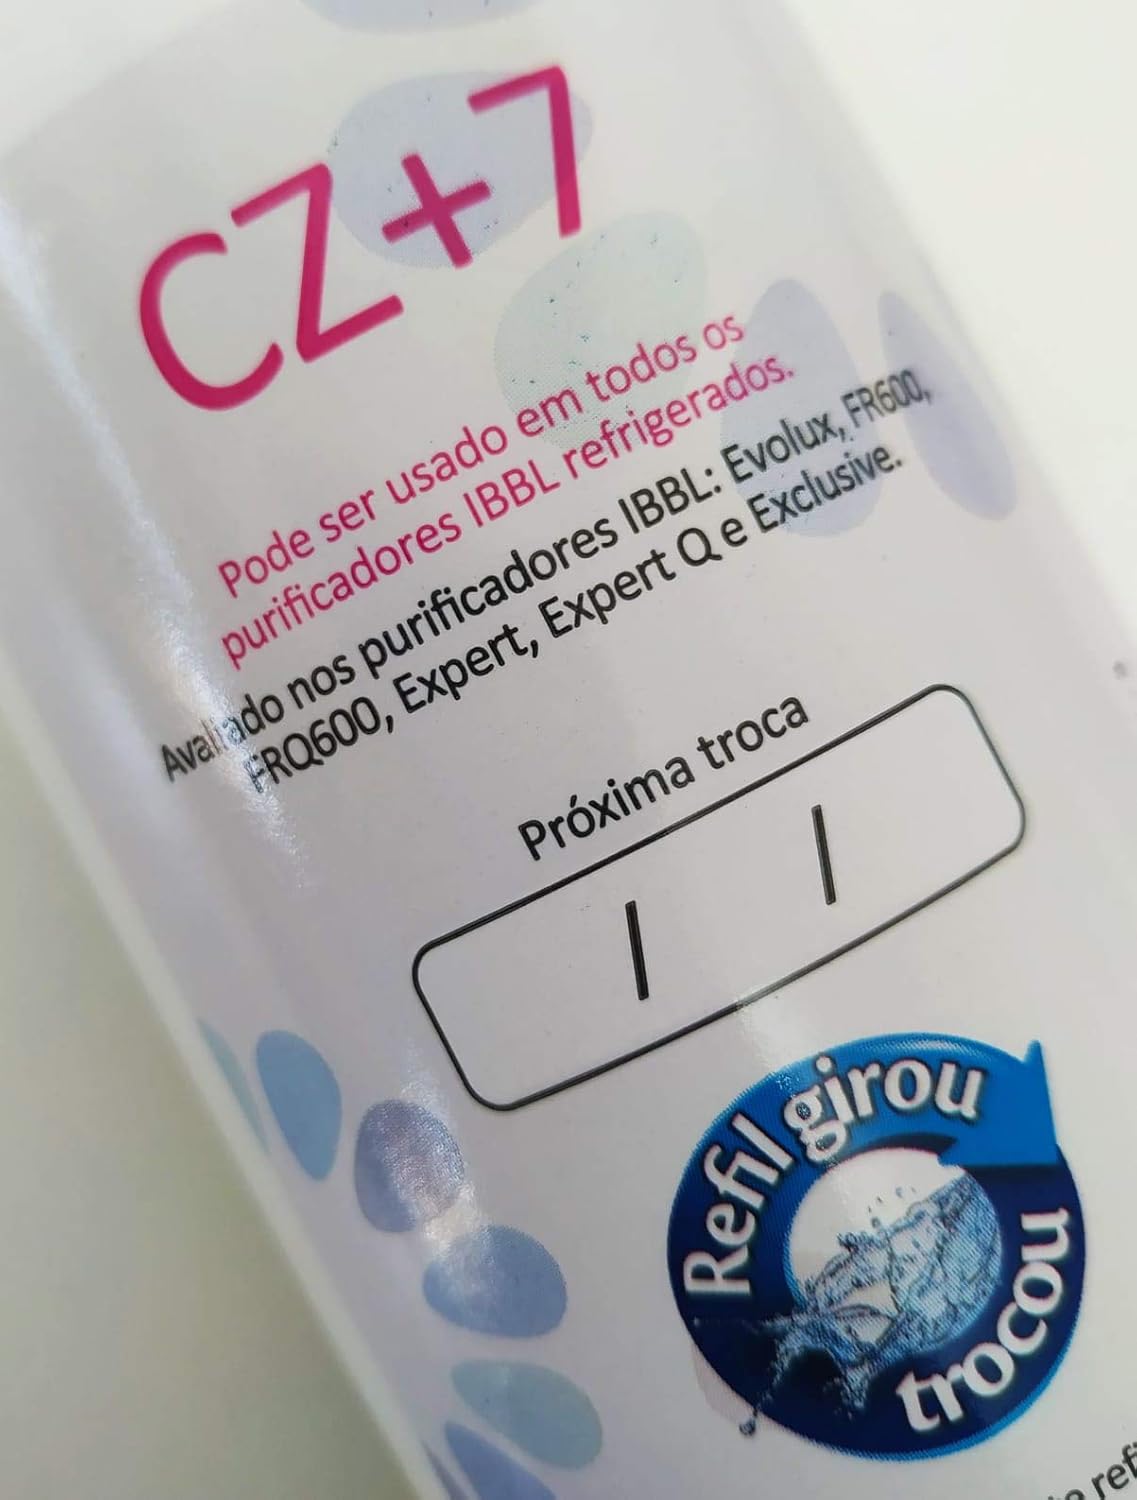 CZ+7
Pode ser usado em todos os
purificadores IBBL refrigerados.
Avaliado nos purificadores IBBL: Evolux, FR600,
FRQ600, Expert, Expert Q e Exclusive.
Próxima troca
/ /
Refil girou
trocou